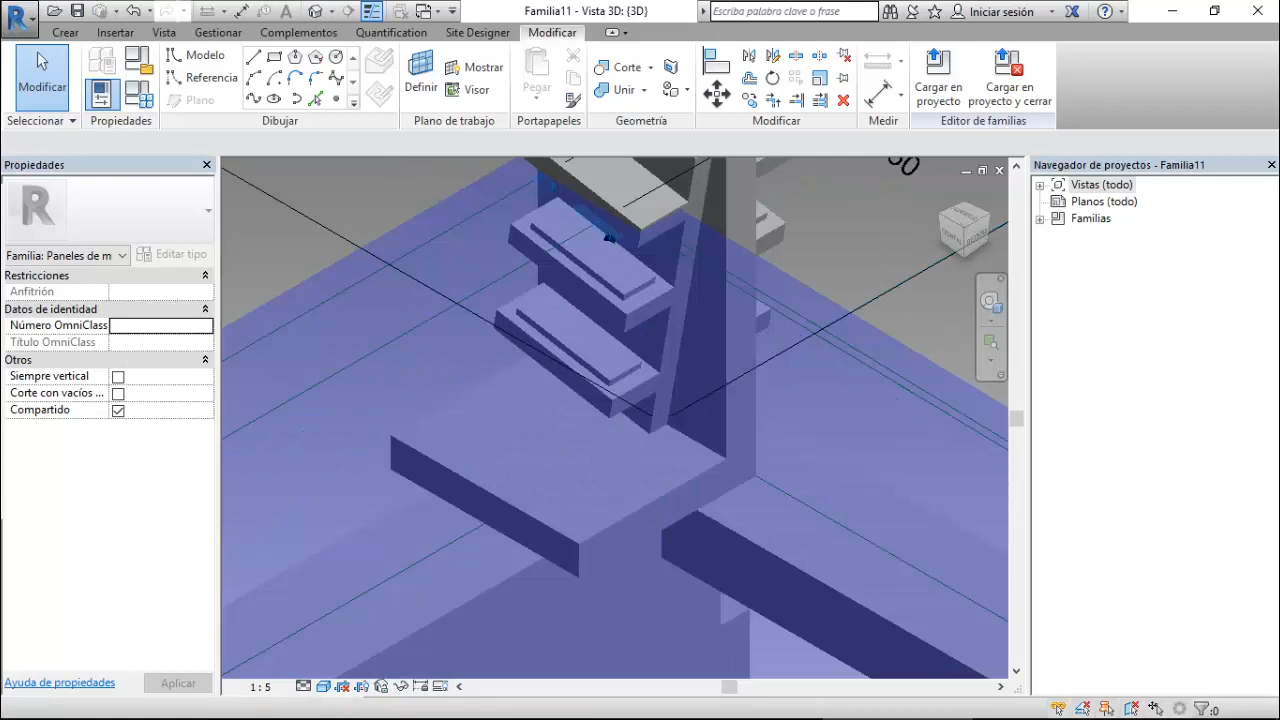 Familia11 - Vista 3D: {3D}
Escriba palabra clave o frase
Iniciar sesión
Crear Insertar Vista Gestionar Complementos Quantification Site Designer Modificar
Modificar
Modelo
Referencia
Plano
Definir
Mostrar
Visor
Pegar
Corte
Unir
Cargar en
proyecto
Cargar en
proyecto y cerrar
Seleccionar Propiedades Dibujar Plano de trabajo Portapapeles Geometría Modificar Medir Editor de familias
Propiedades
R
Familia: Paneles de m
Editar tipo
Restricciones
Anfitrión
Datos de identidad
Número OmniClass
Título OmniClass
Otros
Siempre vertical
Corte con vacíos ...
Compartido
Ayuda de propiedades
Aplicar
1 : 5
Navegador de proyectos - Familia11
Vistas (todo)
Planos (todo)
Familias
:0